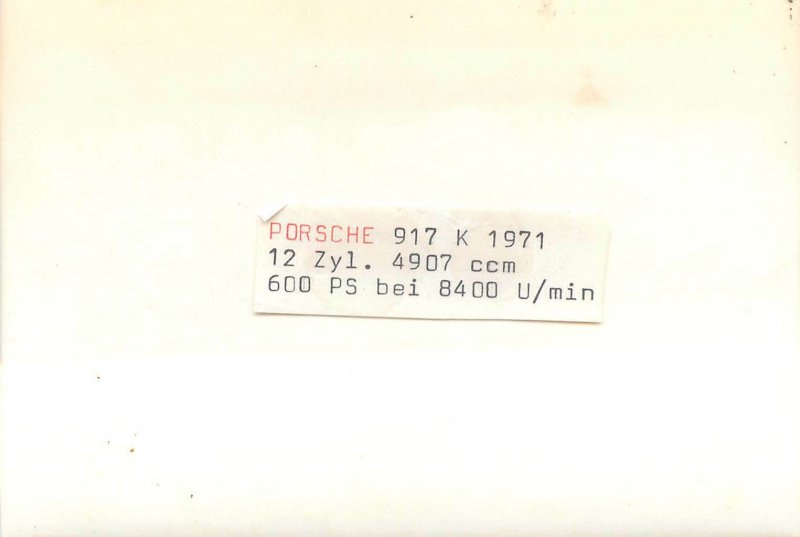 PORSCHE 917 K 1971
12 Zyl. 4907 ccm
600 PS bei 8400 U/min